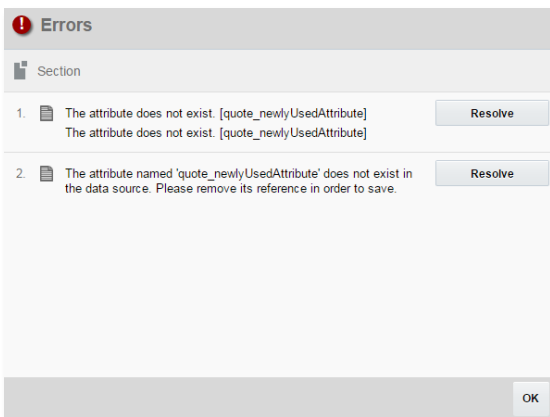 Errors
Section
1. The attribute does not exist. [quote_newlyUsedAttribute] Resolve
The attribute does not exist. [quote_newlyUsedAttribute]
2. The attribute named 'quote_newlyUsedAttribute' does not exist in Resolve
the data source. Please remove its reference in order to save.
OK